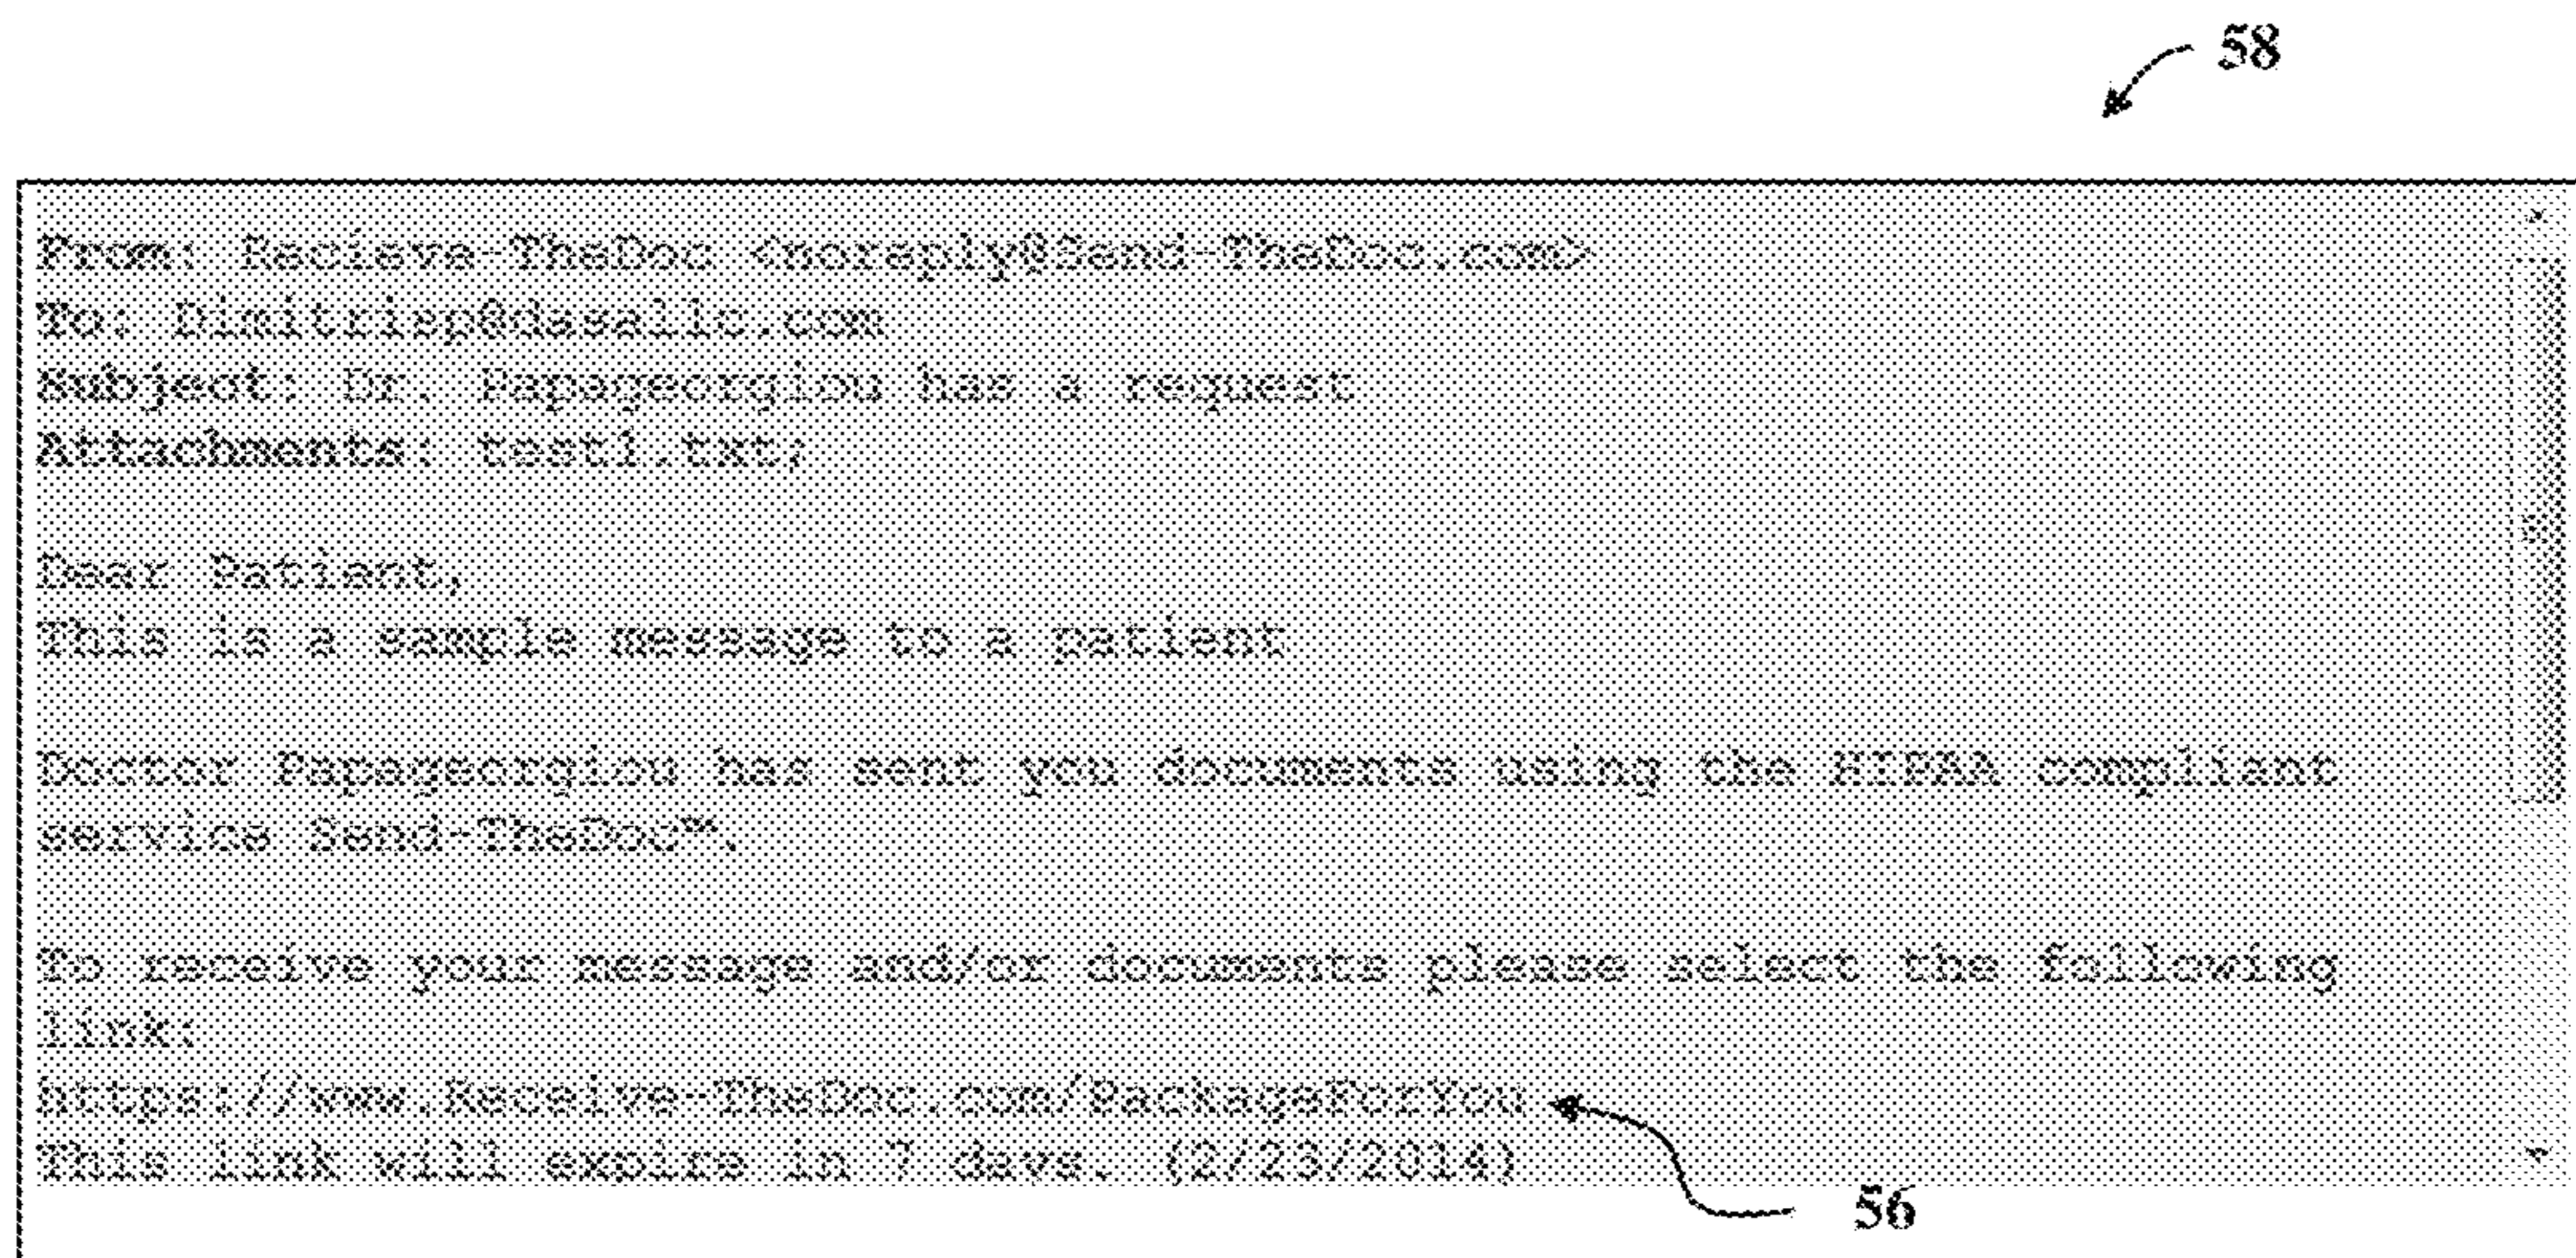 58
From: Recieve-TheDoc <noreply@Send-TheDoc.com>
To: Dimitrisp@dasallc.com
Subject: Dr. Papageorgiou has a request
Attachments: test1.txt;
Dear Patient,
This is a sample message to a patient
Doctor Papageorgiou has sent you documents using the HIPAA compliant
service Send-TheDoc™.
To receive your message and/or documents please select the following
link:
https://www.Receive-TheDoc.com/PackageForYou
This link will expire in 7 days. (2/23/2014)
56